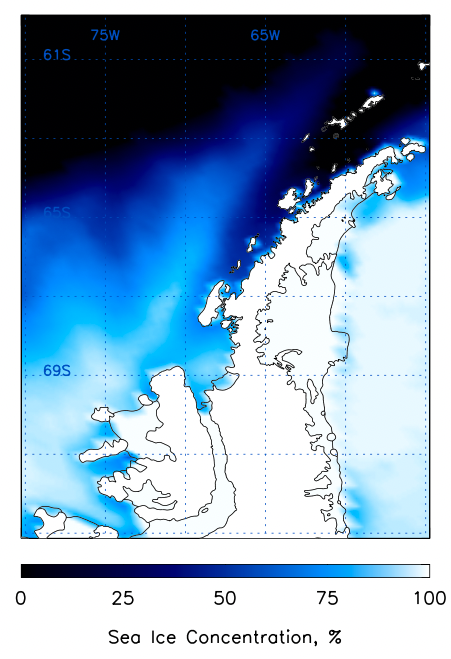 75W 65W
61S
65S
69S
0 25 50 75 100
Sea Ice Concentration, %